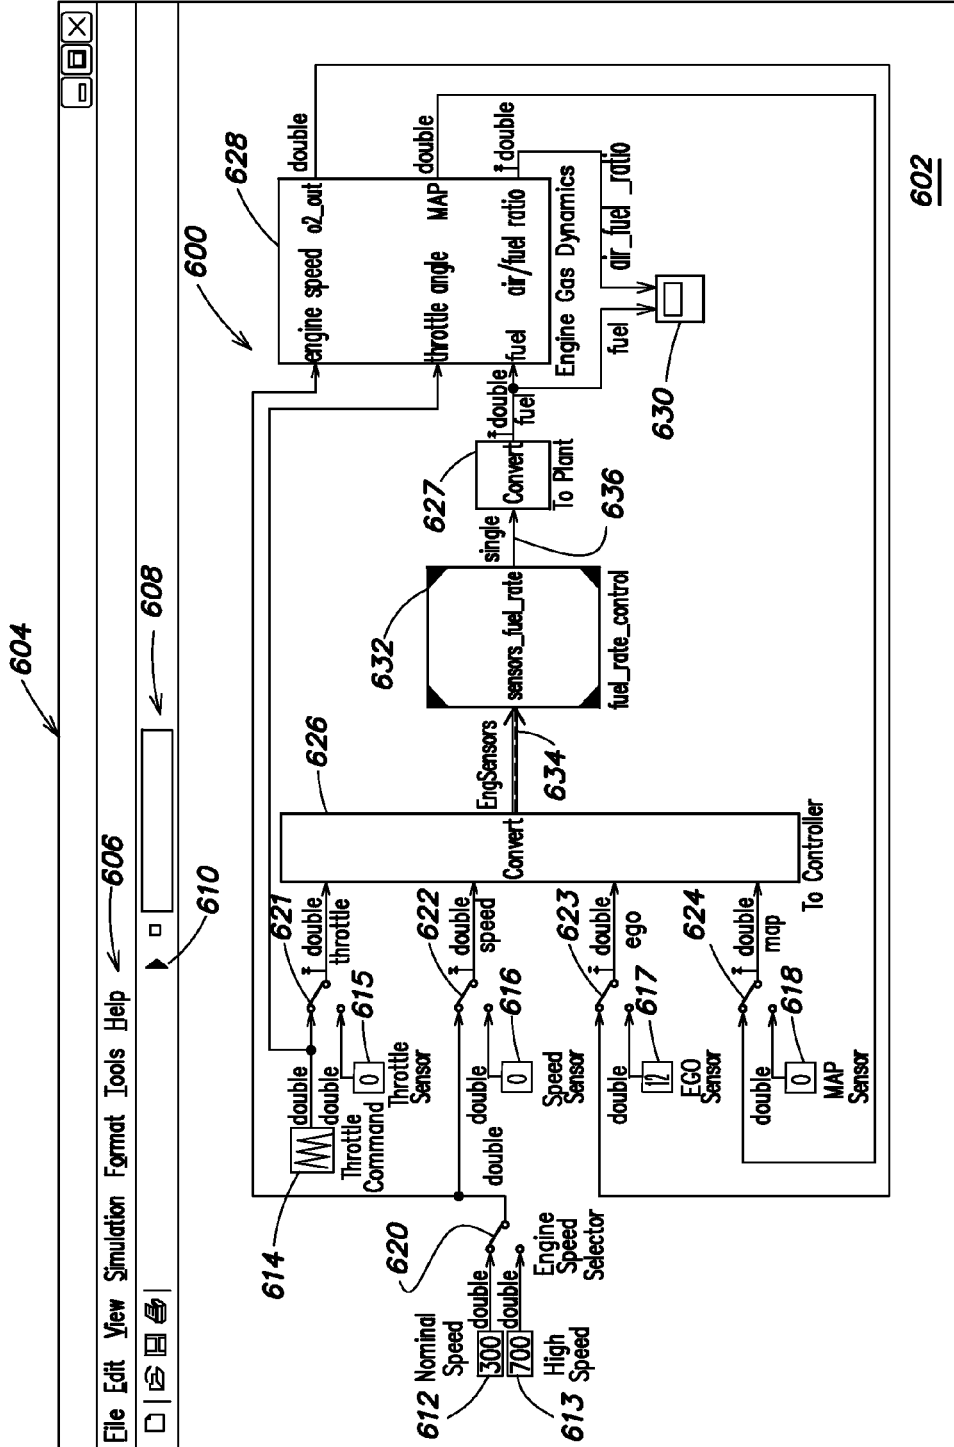 604
File Edit View Simulation Format Tools Help
606
608
610
600
602
628
engine speed
o2_out
double
throttle angle
MAP
double
fuel
air/fuel ratio
double
Engine Gas Dynamics
air_fuel_ratio
fuel
630
627
Convert
To Plant
double
fuel
636
single
632
sensors_fuel_rate
fuel_rate_control
634
EngSensors
626
Convert
To Controller
614
Throttle
Command
double
double
621
double
throttle
615
0
Throttle
Sensor
622
double
speed
double
616
0
Speed
Sensor
623
double
ego
double
617
12
EGO
Sensor
624
double
map
double
618
0
MAP
Sensor
double
620
Engine
Speed
Selector
612
Nominal
Speed
300
double
613
High
Speed
700
double